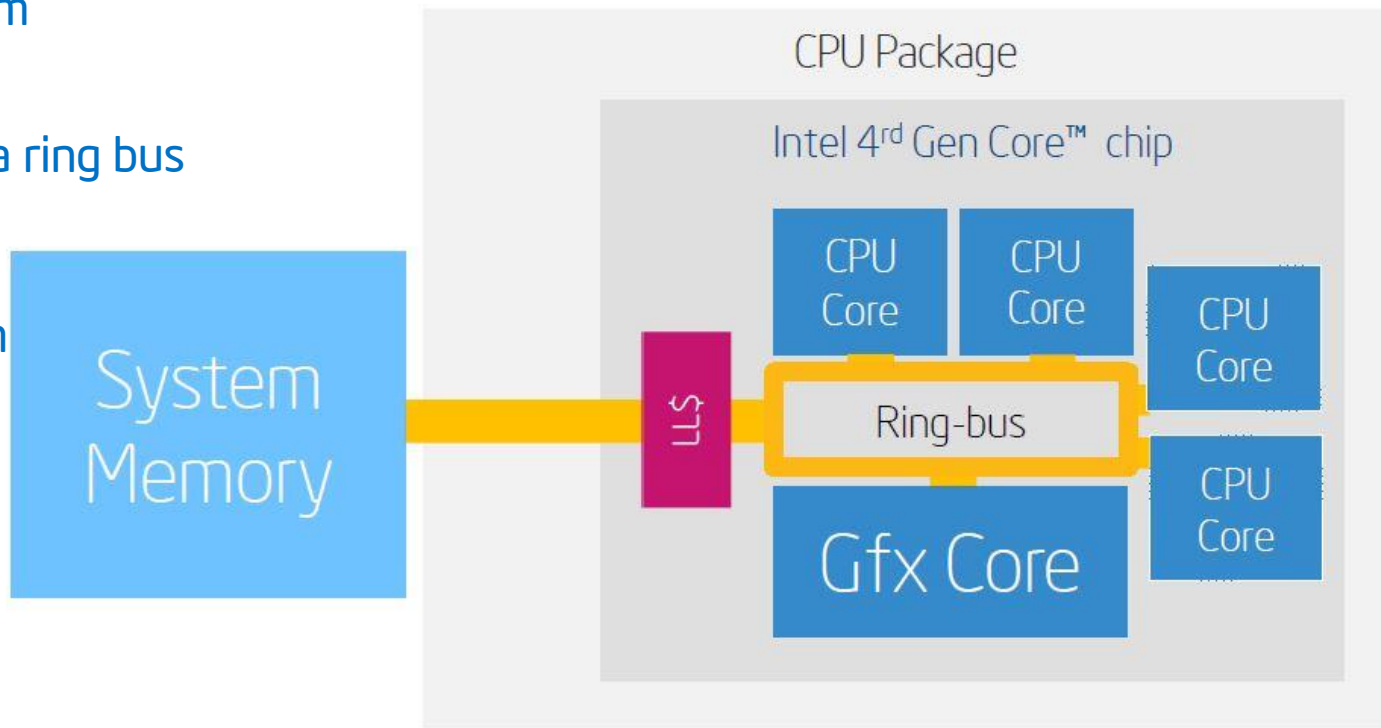 m
CPU Package
Intel 4rd Gen Core™ chip
a ring bus
CPU
Core
CPU
Core
CPU
Core
System
Memory
LL$
Ring-bus
CPU
Core
Gfx Core